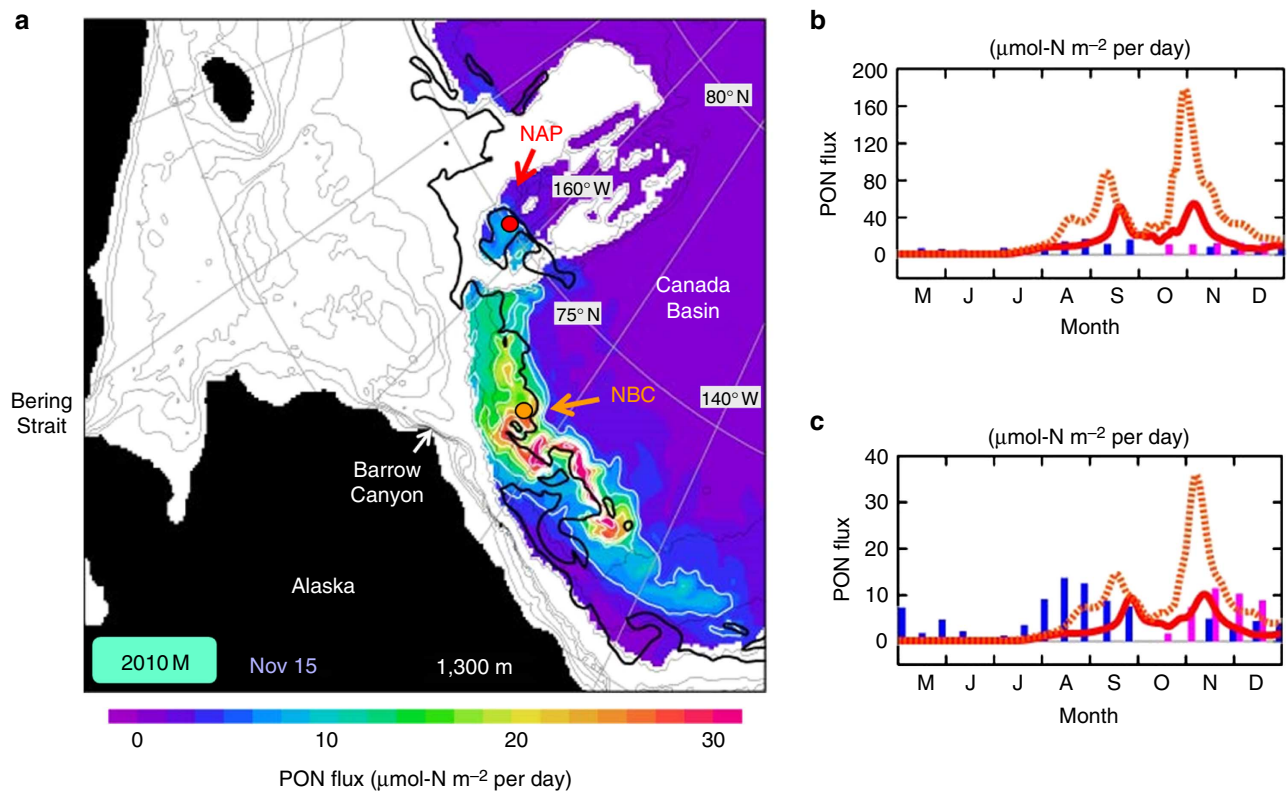 a
NAP
80° N
160° W
Canada
Basin
75° N
NBC
140° W
Bering
Strait
Barrow
Canyon
Alaska
2010 M
Nov 15
1,300 m
0
10
20
30
PON flux (μmol-N m⁻² per day)
b
(μmol-N m⁻² per day)
PON flux
200
160
120
80
40
0
M J J A S O N D
Month
c
(μmol-N m⁻² per day)
PON flux
40
30
20
10
0
M J J A S O N D
Month